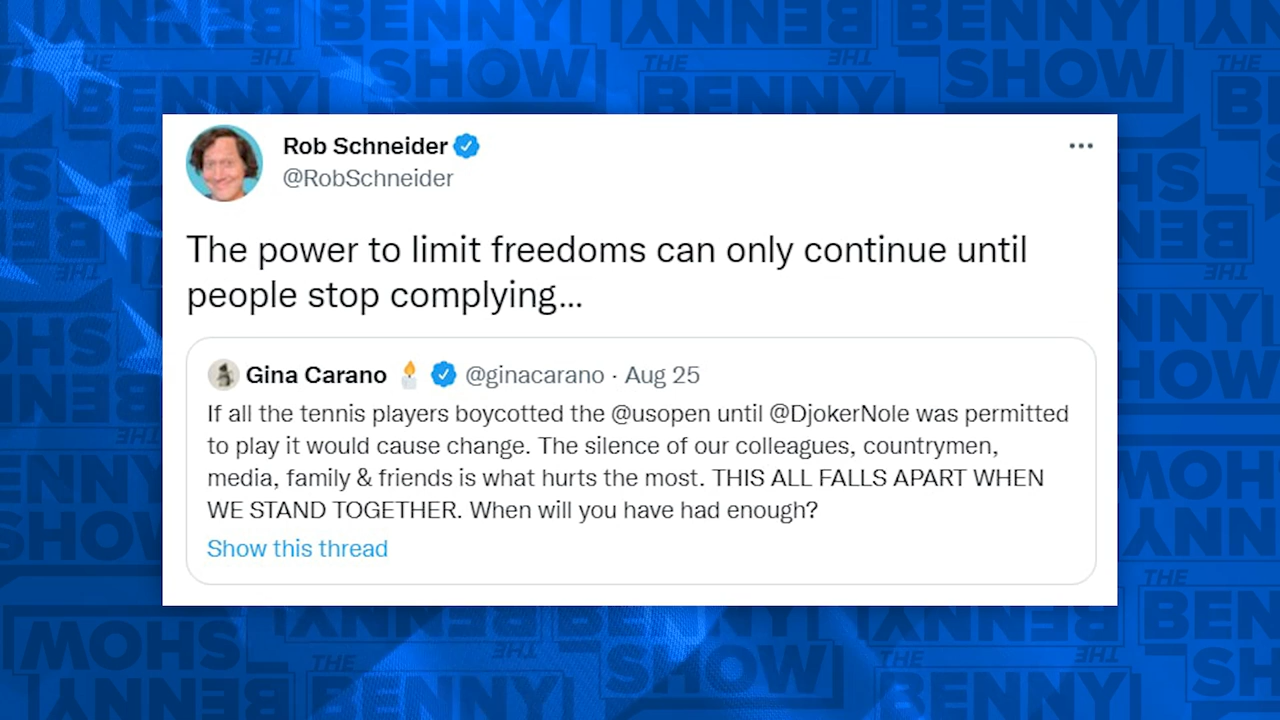 Rob Schneider
@RobSchneider
The power to limit freedoms can only continue until
people stop complying...
Gina Carano @ginacarano · Aug 25
If all the tennis players boycotted the @usopen until @DjokerNole was permitted
to play it would cause change. The silence of our colleagues, countrymen,
media, family & friends is what hurts the most. THIS ALL FALLS APART WHEN
WE STAND TOGETHER. When will you have had enough?
Show this thread
THE
BENNY
SHOW